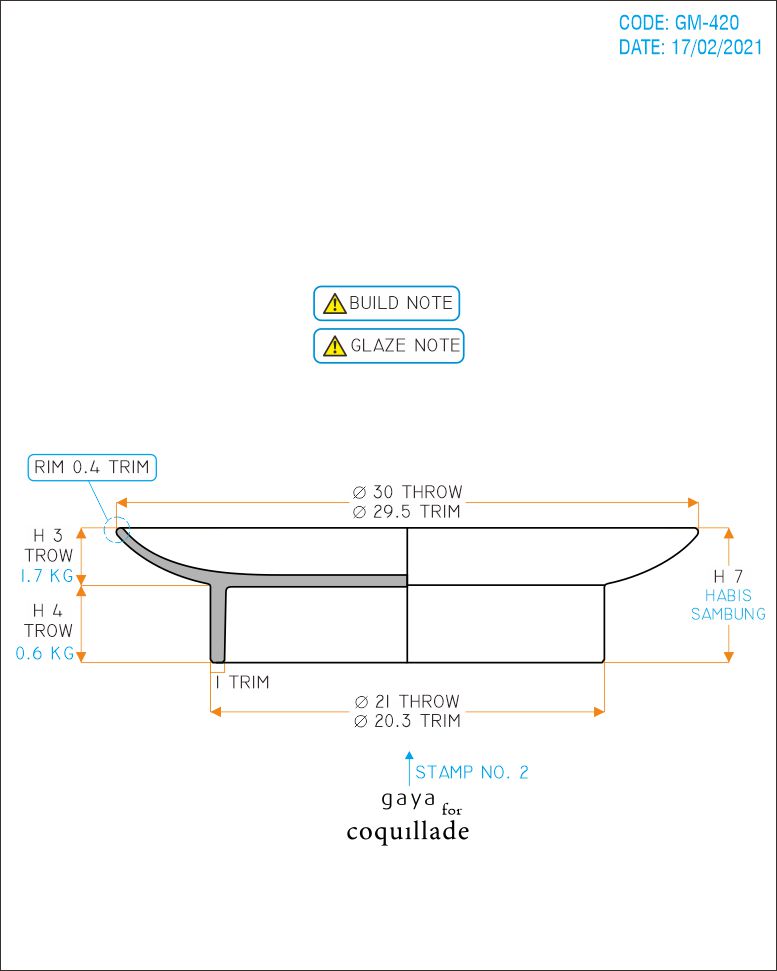 CODE: GM-420
DATE: 17/02/2021
BUILD NOTE
GLAZE NOTE
RIM 0.4 TRIM
Ø 30 THROW
Ø 29.5 TRIM
H 3
TROW
1.7 KG
H 4
TROW
0.6 KG
H 7
HABIS
SAMBUNG
1 TRIM
Ø 21 THROW
Ø 20.3 TRIM
STAMP NO. 2
gaya for
coquillade